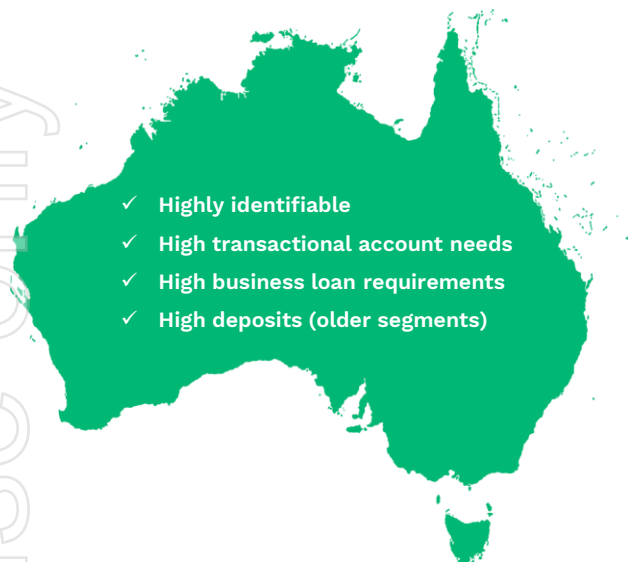 ✓ Highly identifiable
✓ High transactional account needs
✓ High business loan requirements
✓ High deposits (older segments)